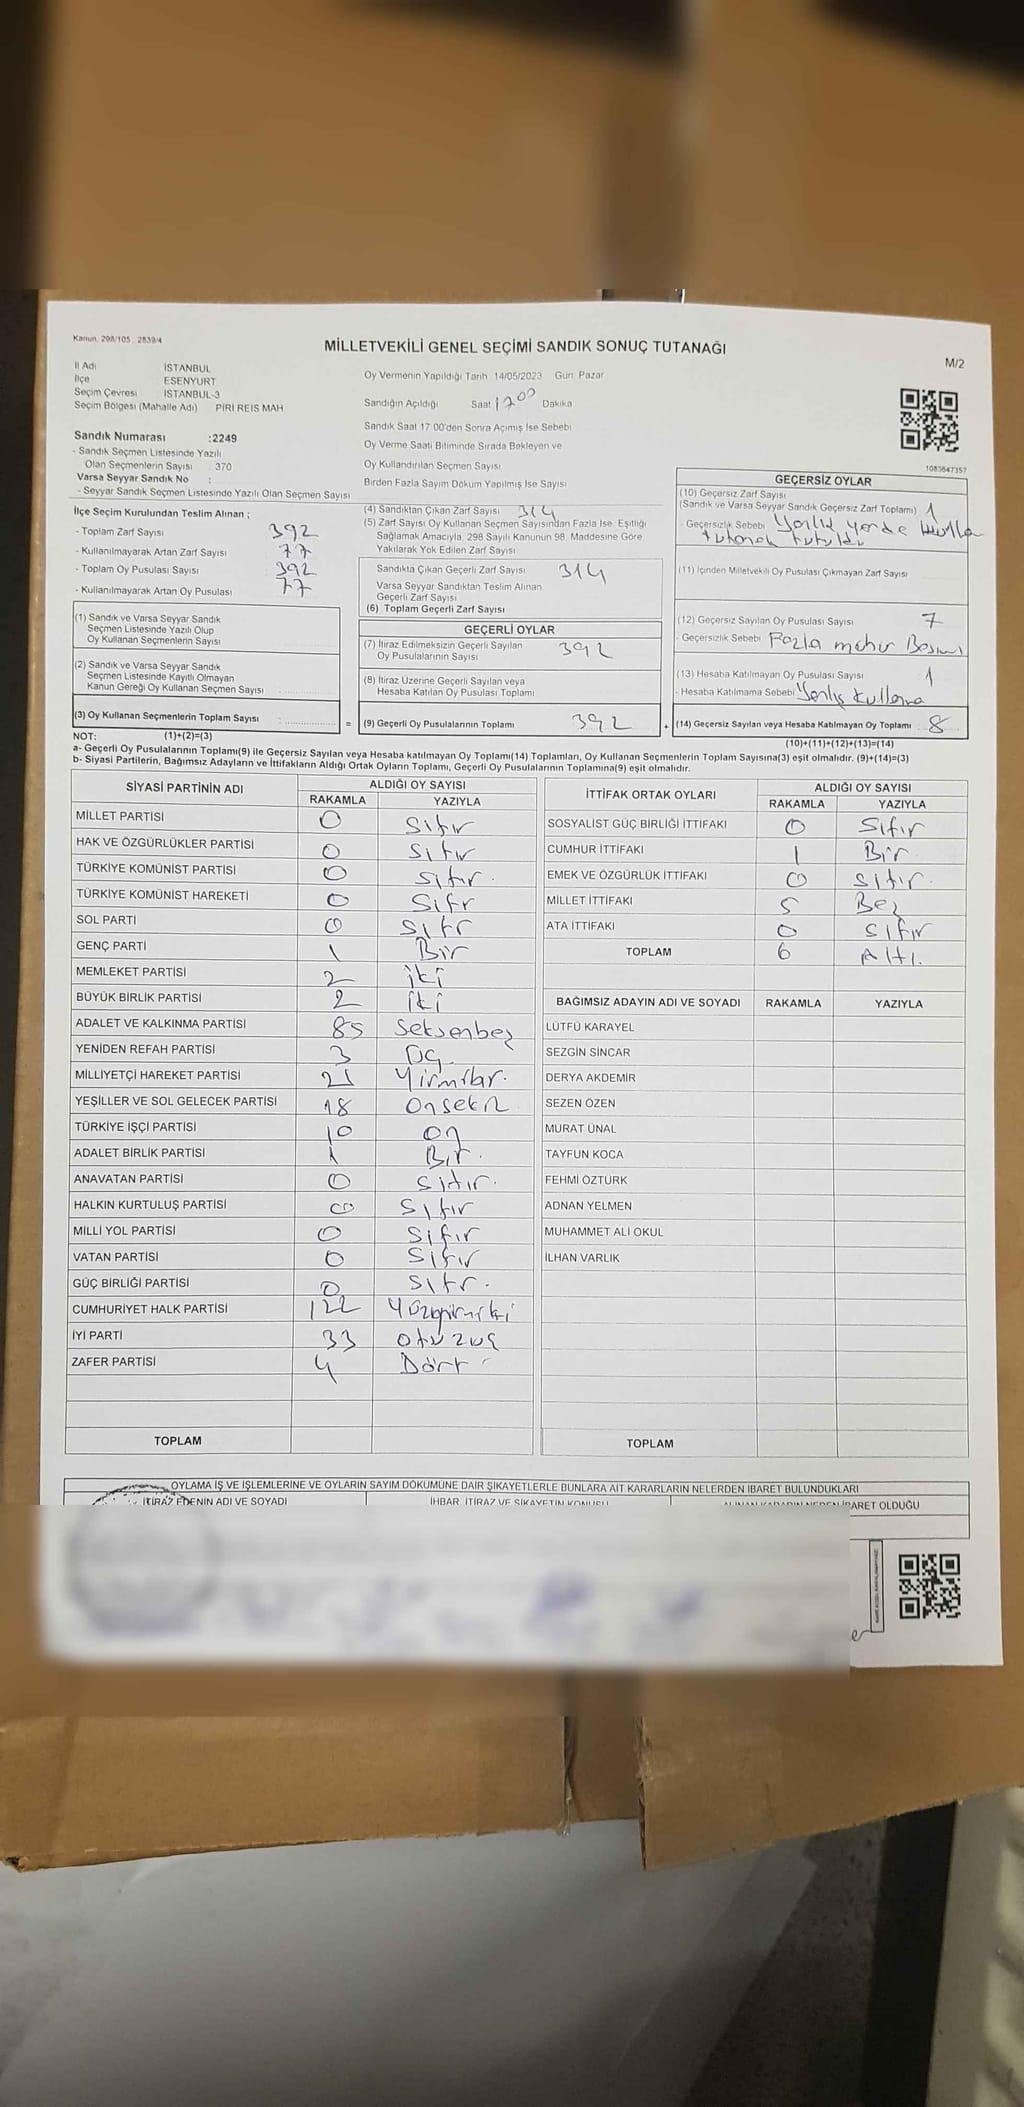 Kanun. 298/105 , 2839/4
MİLLETVEKİLİ GENEL SEÇİMİ SANDIK SONUÇ TUTANAĞI
M/2
İl Adı İSTANBUL
İlçe ESENYURT
Seçim Çevresi İSTANBUL-3
Seçim Bölgesi (Mahalle Adı) PİRİ REİS MAH
Oy Vermenin Yapıldığı Tarih 14/05/2023 Gün Pazar
Sandığın Açıldığı Saat 17 00 Dakika
Sandık Saat 17 00'den Sonra Açımış İse Sebebi
Oy Verme Saati Bitiminde Sırada Bekleyen ve
Oy Kullandırılan Seçmen Sayısı
Birden Fazla Sayım Döküm Yapılmış İse Sayısı
Sandık Numarası :2249
- Sandık Seçmen Listesinde Yazılı
Olan Seçmenlerin Sayısı : 370
Varsa Seyyar Sandık No :
- Seyyar Sandık Seçmen Listesinde Yazılı Olan Seçmen Sayısı
1083647357
İlçe Seçim Kurulundan Teslim Alınan ;
- Toplam Zarf Sayısı 392
- Kullanılmayarak Artan Zarf Sayısı 77
- Toplam Oy Pusulası Sayısı 392
- Kullanılmayarak Artan Oy Pusulası 77
(4) Sandıktan Çıkan Zarf Sayısı 314
(5) Zarf Sayısı Oy Kullanan Seçmen Sayısından Fazla İse, Eşitliği
Sağlamak Amacıyla, 298 Sayılı Kanunun 98. Maddesine Göre
Yakılarak Yok Edilen Zarf Sayısı
Sandıkta Çıkan Geçerli Zarf Sayısı 314
Varsa Seyyar Sandıktan Teslim Alınan
Geçerli Zarf Sayısı
(6) Toplam Geçerli Zarf Sayısı
GEÇERSİZ OYLAR
(10) Geçersiz Zarf Sayısı
(Sandık ve Varsa Seyyar Sandık Geçersiz Zarf Toplamı) 1
- Geçersizlik Sebebi yerde
tutanak tutuldu
(11) İçinden Milletvekili Oy Pusulası Çıkmayan Zarf Sayısı
(12) Geçersiz Sayılan Oy Pusulası Sayısı 7
- Geçersizlik Sebebi Fazla mühür
(13) Hesaba Katılmayan Oy Pusulası Sayısı 1
- Hesaba Katılmama Sebebi
(14) Geçersiz Sayılan veya Hesaba Katılmayan Oy Toplamı 8
(10)+(11)+(12)+(13)=(14)
(1) Sandık ve Varsa Seyyar Sandık
Seçmen Listesinde Yazılı Olup
Oy Kullanan Seçmenlerin Sayısı
(2) Sandık ve Varsa Seyyar Sandık
Seçmen Listesinde Kayıtlı Olmayan
Kanun Gereği Oy Kullanan Seçmen Sayısı
(3) Oy Kullanan Seçmenlerin Toplam Sayısı =
GEÇERLİ OYLAR
(7) İtiraz Edilmeksizin Geçerli Sayılan
Oy Pusulalarının Sayısı 392
(8) İtiraz Üzerine Geçerli Sayılan veya
Hesaba Katılan Oy Pusulası Toplamı
(9) Geçerli Oy Pusulalarının Toplamı 392 +
NOT: (1)+(2)=(3)
a- Geçerli Oy Pusulalarının Toplamı(9) ile Geçersiz Sayılan veya Hesaba katılmayan Oy Toplamı(14) Toplamları, Oy Kullanan Seçmenlerin Toplam Sayısına(3) eşit olmalıdır. (9)+(14)=(3)
b- Siyasi Partilerin, Bağımsız Adayların ve İttifakların Aldığı Ortak Oyların Toplamı, Geçerli Oy Pusulalarının Toplamına(9) eşit olmalıdır.
SİYASİ PARTİNİN ADI ALDIĞI OY SAYISI
RAKAMLA YAZIYLA
MİLLET PARTİSİ 0 Sıfır
HAK VE ÖZGÜRLÜKLER PARTİSİ 0 Sıfır
TÜRKİYE KOMÜNİST PARTİSİ 0 sıfır.
TÜRKİYE KOMÜNİST HAREKETİ 0 Sıfr
SOL PARTİ 0 Sıfr
GENÇ PARTİ 1 Bir
MEMLEKET PARTİSİ 2 iki
BÜYÜK BİRLİK PARTİSİ 2 iki
ADALET VE KALKINMA PARTİSİ 85 Seksenbeş
YENİDEN REFAH PARTİSİ 3 Üç
MİLLİYETÇİ HAREKET PARTİSİ 21 Yirmibir.
YEŞİLLER VE SOL GELECEK PARTİSİ 18 Onsekiz
TÜRKİYE İŞÇİ PARTİSİ 10 on
ADALET BİRLİK PARTİSİ 1 Bir.
ANAVATAN PARTİSİ 0 Sıfır.
HALKIN KURTULUŞ PARTİSİ 0 Sıfır
MİLLİ YOL PARTİSİ 0 Sıfır
VATAN PARTİSİ 0 Sıfır
GÜÇ BİRLİĞİ PARTİSİ 0 Sıfr.
CUMHURİYET HALK PARTİSİ 122 Yüzyirmiiki
İYİ PARTİ 33 otuzüç
ZAFER PARTİSİ 4 Dört
TOPLAM
İTTİFAK ORTAK OYLARI ALDIĞI OY SAYISI
RAKAMLA YAZIYLA
SOSYALİST GÜÇ BİRLİĞİ İTTİFAKI 0 Sıfır
CUMHUR İTTİFAKI 1 Bir
EMEK VE ÖZGÜRLÜK İTTİFAKI 0 Sıfır.
MİLLET İTTİFAKI 5 Beş
ATA İTTİFAKI 0 Sıfır
TOPLAM 6 Altı.
BAĞIMSIZ ADAYIN ADI VE SOYADI RAKAMLA YAZIYLA
LÜTFÜ KARAYEL
SEZGİN SİNCAR
DERYA AKDEMİR
SEZEN ÖZEN
MURAT ÜNAL
TAYFUN KOCA
FEHMİ ÖZTÜRK
ADNAN YELMEN
MUHAMMET ALİ OKUL
İLHAN VARLIK
TOPLAM
OYLAMA İŞ VE İŞLEMLERİNE VE OYLARIN SAYIM DÖKÜMÜNE DAİR ŞİKAYETLERLE BUNLARA AİT KARARLARIN NELERDEN İBARET BULUNDUKLARI
İTİRAZ EDENİN ADI VE SOYADI İHBAR, İTİRAZ VE ŞİKAYETİN KONUSU ALINAN KARARIN NEDEN İBARET OLDUĞU